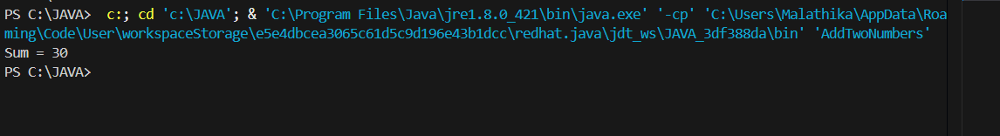 PS C:\JAVA>  c:; cd 'c:\JAVA'; & 'C:\Program Files\Java\jre1.8.0_421\bin\java.exe' '-cp' 'C:\Users\Malathika\AppData\Roa
ming\Code\User\workspaceStorage\e5e4dbcea3065c61d5c9d196e43b1dcc\redhat.java\jdt_ws\JAVA_3df388da\bin' 'AddTwoNumbers'
Sum = 30
PS C:\JAVA>